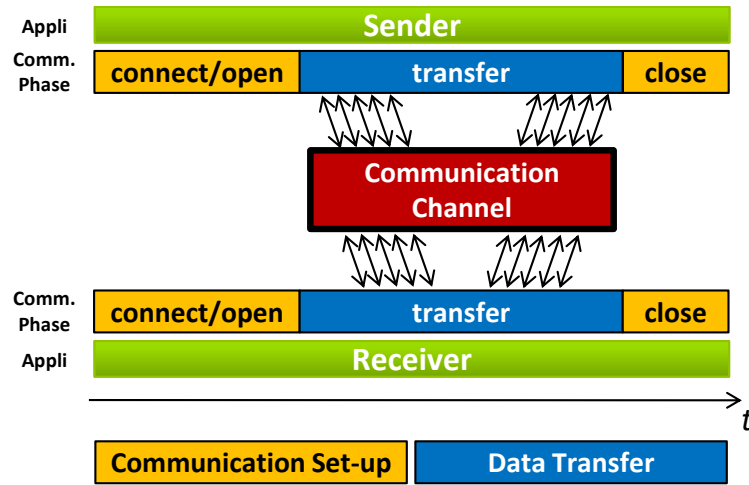 Appli
Sender
Comm.
Phase
connect/open
transfer
close
Communication
Channel
Comm.
Phase
connect/open
transfer
close
Appli
Receiver
t
Communication Set-up
Data Transfer